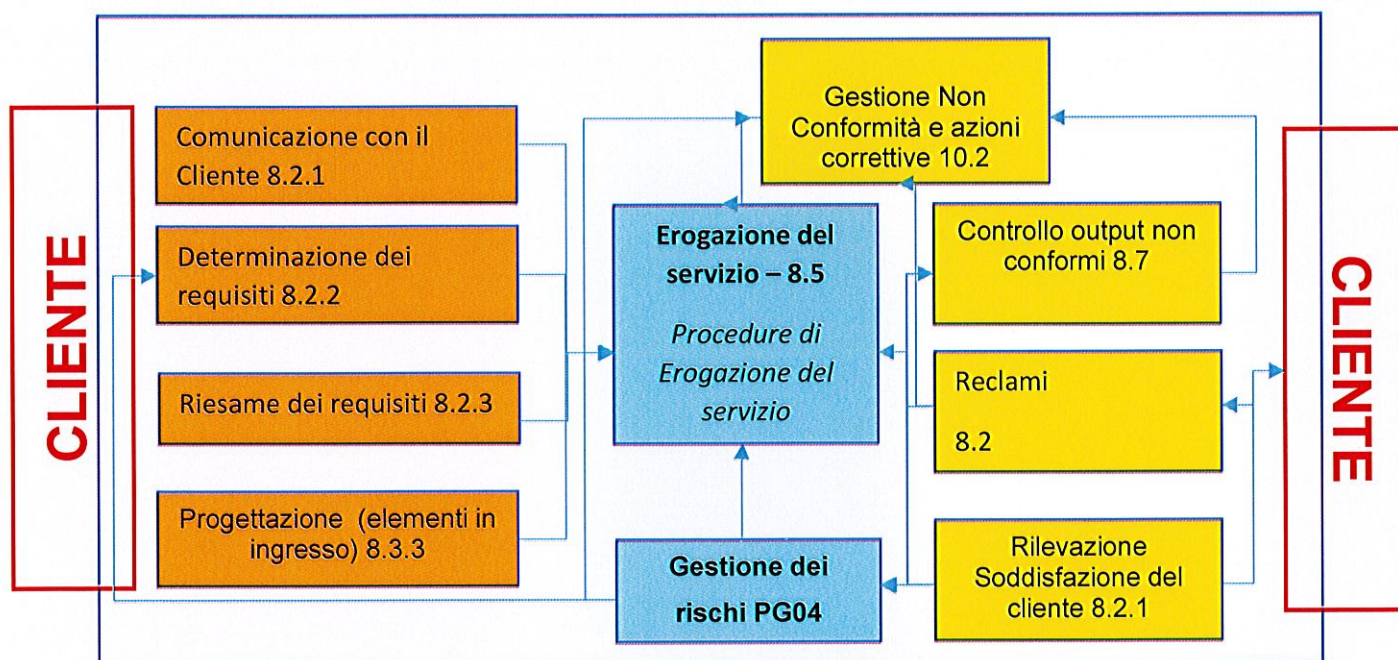 CLIENTE
Comunicazione con il
Cliente 8.2.1
Determinazione dei
requisiti 8.2.2
Riesame dei requisiti 8.2.3
Progettazione (elementi in
ingresso) 8.3.3
Gestione Non
Conformità e azioni
correttive 10.2
Erogazione del
servizio – 8.5
Procedure di
Erogazione del
servizio
Gestione dei
rischi PG04
Controllo output non
conformi 8.7
Reclami
8.2
Rilevazione
Soddisfazione del
cliente 8.2.1
CLIENTE